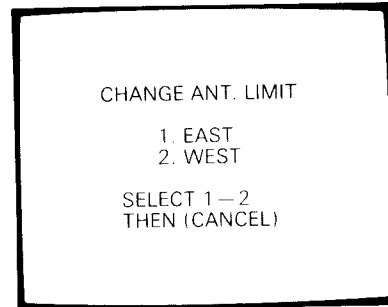 CHANGE ANT. LIMIT
1. EAST
2. WEST
SELECT 1–2
THEN (CANCEL)